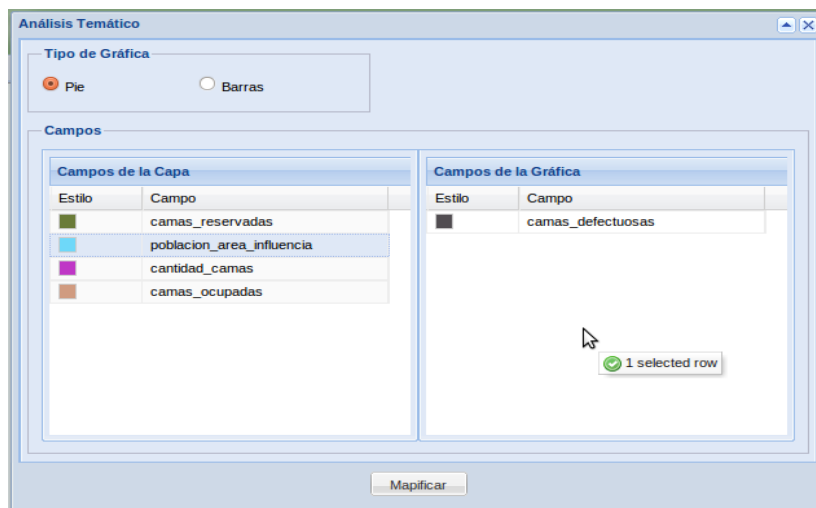 Análisis Temático
Tipo de Gráfica
Pie Barras
Campos
Campos de la Capa
Estilo Campo
camas_reservadas
poblacion_area_influencia
cantidad_camas
camas_ocupadas
Campos de la Gráfica
Estilo Campo
camas_defectuosas
1 selected row
Mapificar